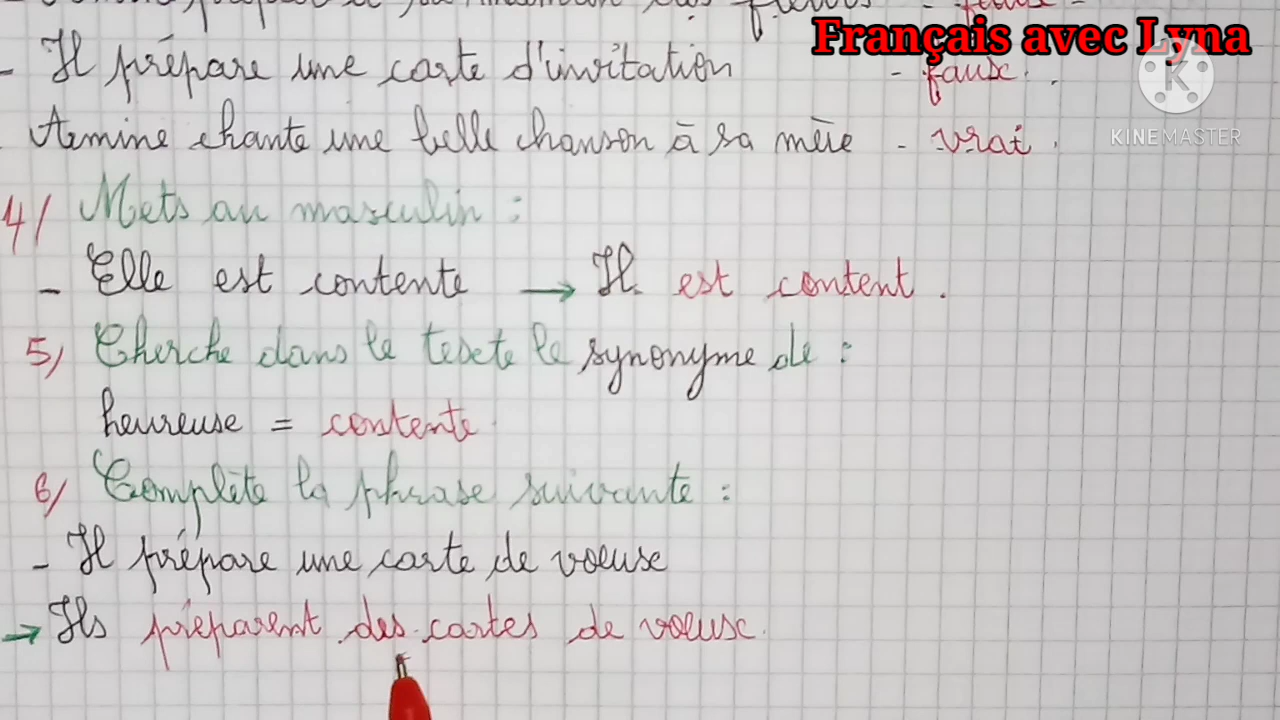 Français avec Lyna
- Il prépare une carte d'invitation - faux.
Amine chante une belle chanson à sa mère - vrai.
KINEMASTER
4/ Mets au masculin :
- Elle est contente → Il est content.
5/ Cherche dans le texte le synonyme de :
heureuse = contente
6/ Complète la phrase suivante :
- Il prépare une carte de voeux
→ Ils préparent des cartes de voeux.